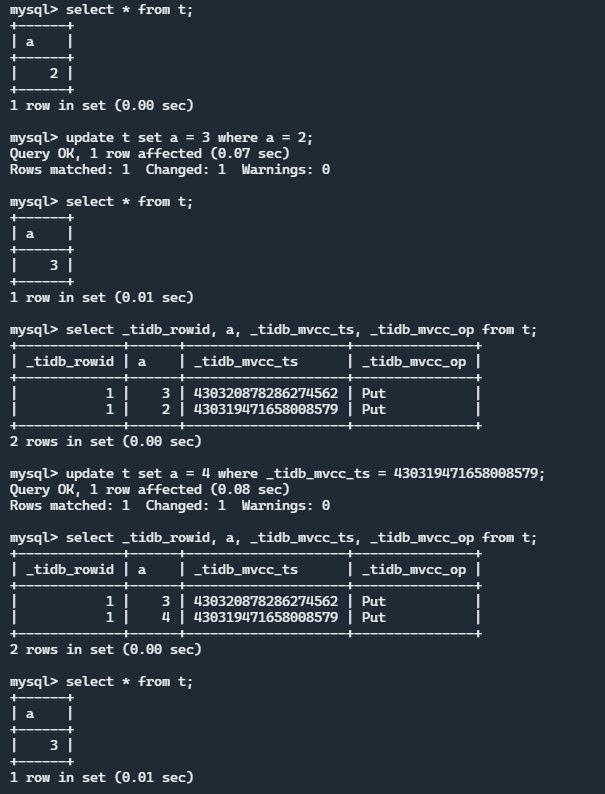 mysql> select * from t;
+------+
| a    |
+------+
|    2 |
+------+
1 row in set (0.00 sec)
mysql> update t set a = 3 where a = 2;
Query OK, 1 row affected (0.07 sec)
Rows matched: 1  Changed: 1  Warnings: 0
mysql> select * from t;
+------+
| a    |
+------+
|    3 |
+------+
1 row in set (0.01 sec)
mysql> select _tidb_rowid, a, _tidb_mvcc_ts, _tidb_mvcc_op from t;
+-------------+------+--------------------+---------------+
| _tidb_rowid | a    | _tidb_mvcc_ts      | _tidb_mvcc_op |
+-------------+------+--------------------+---------------+
|           1 |    3 | 430320878286274562 | Put           |
|           1 |    2 | 430319471658008579 | Put           |
+-------------+------+--------------------+---------------+
2 rows in set (0.00 sec)
mysql> update t set a = 4 where _tidb_mvcc_ts = 430319471658008579;
Query OK, 1 row affected (0.08 sec)
Rows matched: 1  Changed: 1  Warnings: 0
mysql> select _tidb_rowid, a, _tidb_mvcc_ts, _tidb_mvcc_op from t;
+-------------+------+--------------------+---------------+
| _tidb_rowid | a    | _tidb_mvcc_ts      | _tidb_mvcc_op |
+-------------+------+--------------------+---------------+
|           1 |    3 | 430320878286274562 | Put           |
|           1 |    4 | 430319471658008579 | Put           |
+-------------+------+--------------------+---------------+
2 rows in set (0.00 sec)
mysql> select * from t;
+------+
| a    |
+------+
|    3 |
+------+
1 row in set (0.01 sec)